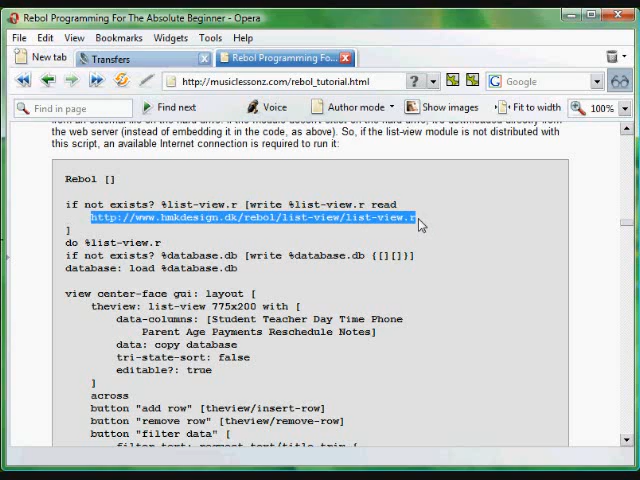 Rebol Programming For The Absolute Beginner - Opera
File Edit View Bookmarks Widgets Tools Help
New tab Transfers Rebol Programming Fo...
http://musiclessonz.com/rebol_tutorial.html ? Google
Find in page Find next Voice Author mode Show images Fit to width 100%
the web server (instead of embedding it in the code, as above). So, if the list-view module is not distributed with
this script, an available Internet connection is required to run it:
Rebol []
if not exists? %list-view.r [write %list-view.r read
http://www.hmkdesign.dk/rebol/list-view/list-view.r
]
do %list-view.r
if not exists? %database.db [write %database.db {[][]}]
database: load %database.db
view center-face gui: layout [
theview: list-view 775x200 with [
data-columns: [Student Teacher Day Time Phone
Parent Age Payments Reschedule Notes]
data: copy database
tri-state-sort: false
editable?: true
]
across
button "add row" [theview/insert-row]
button "remove row" [theview/remove-row]
button "filter data" [
filter-text: request-text/title trim {